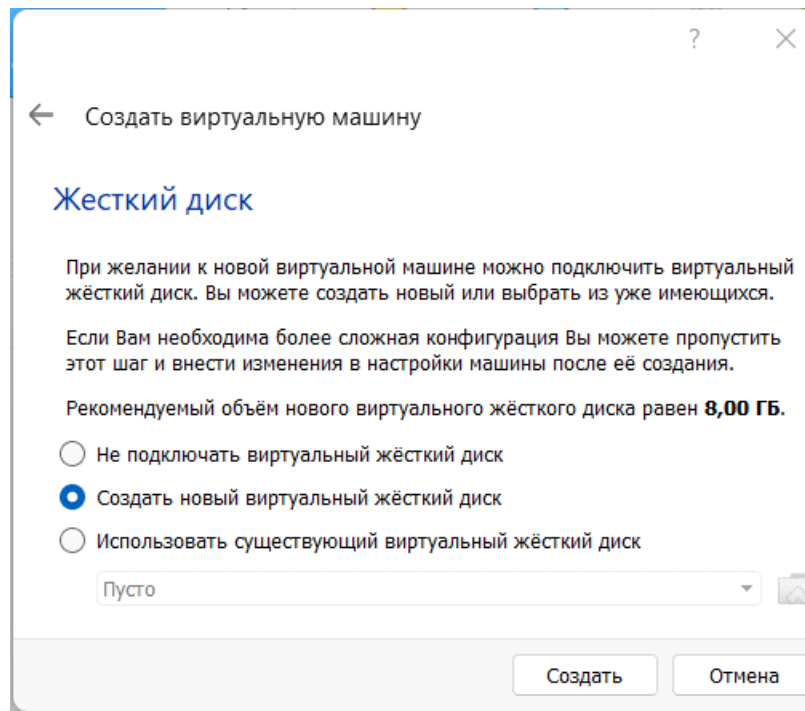 ?
Создать виртуальную машину
Жесткий диск
При желании к новой виртуальной машине можно подключить виртуальный
жёсткий диск. Вы можете создать новый или выбрать из уже имеющихся.
Если Вам необходима более сложная конфигурация Вы можете пропустить
этот шаг и внести изменения в настройки машины после её создания.
Рекомендуемый объём нового виртуального жёсткого диска равен 8,00 ГБ.
Не подключать виртуальный жёсткий диск
Создать новый виртуальный жёсткий диск
Использовать существующий виртуальный жёсткий диск
Пусто
Создать Отмена